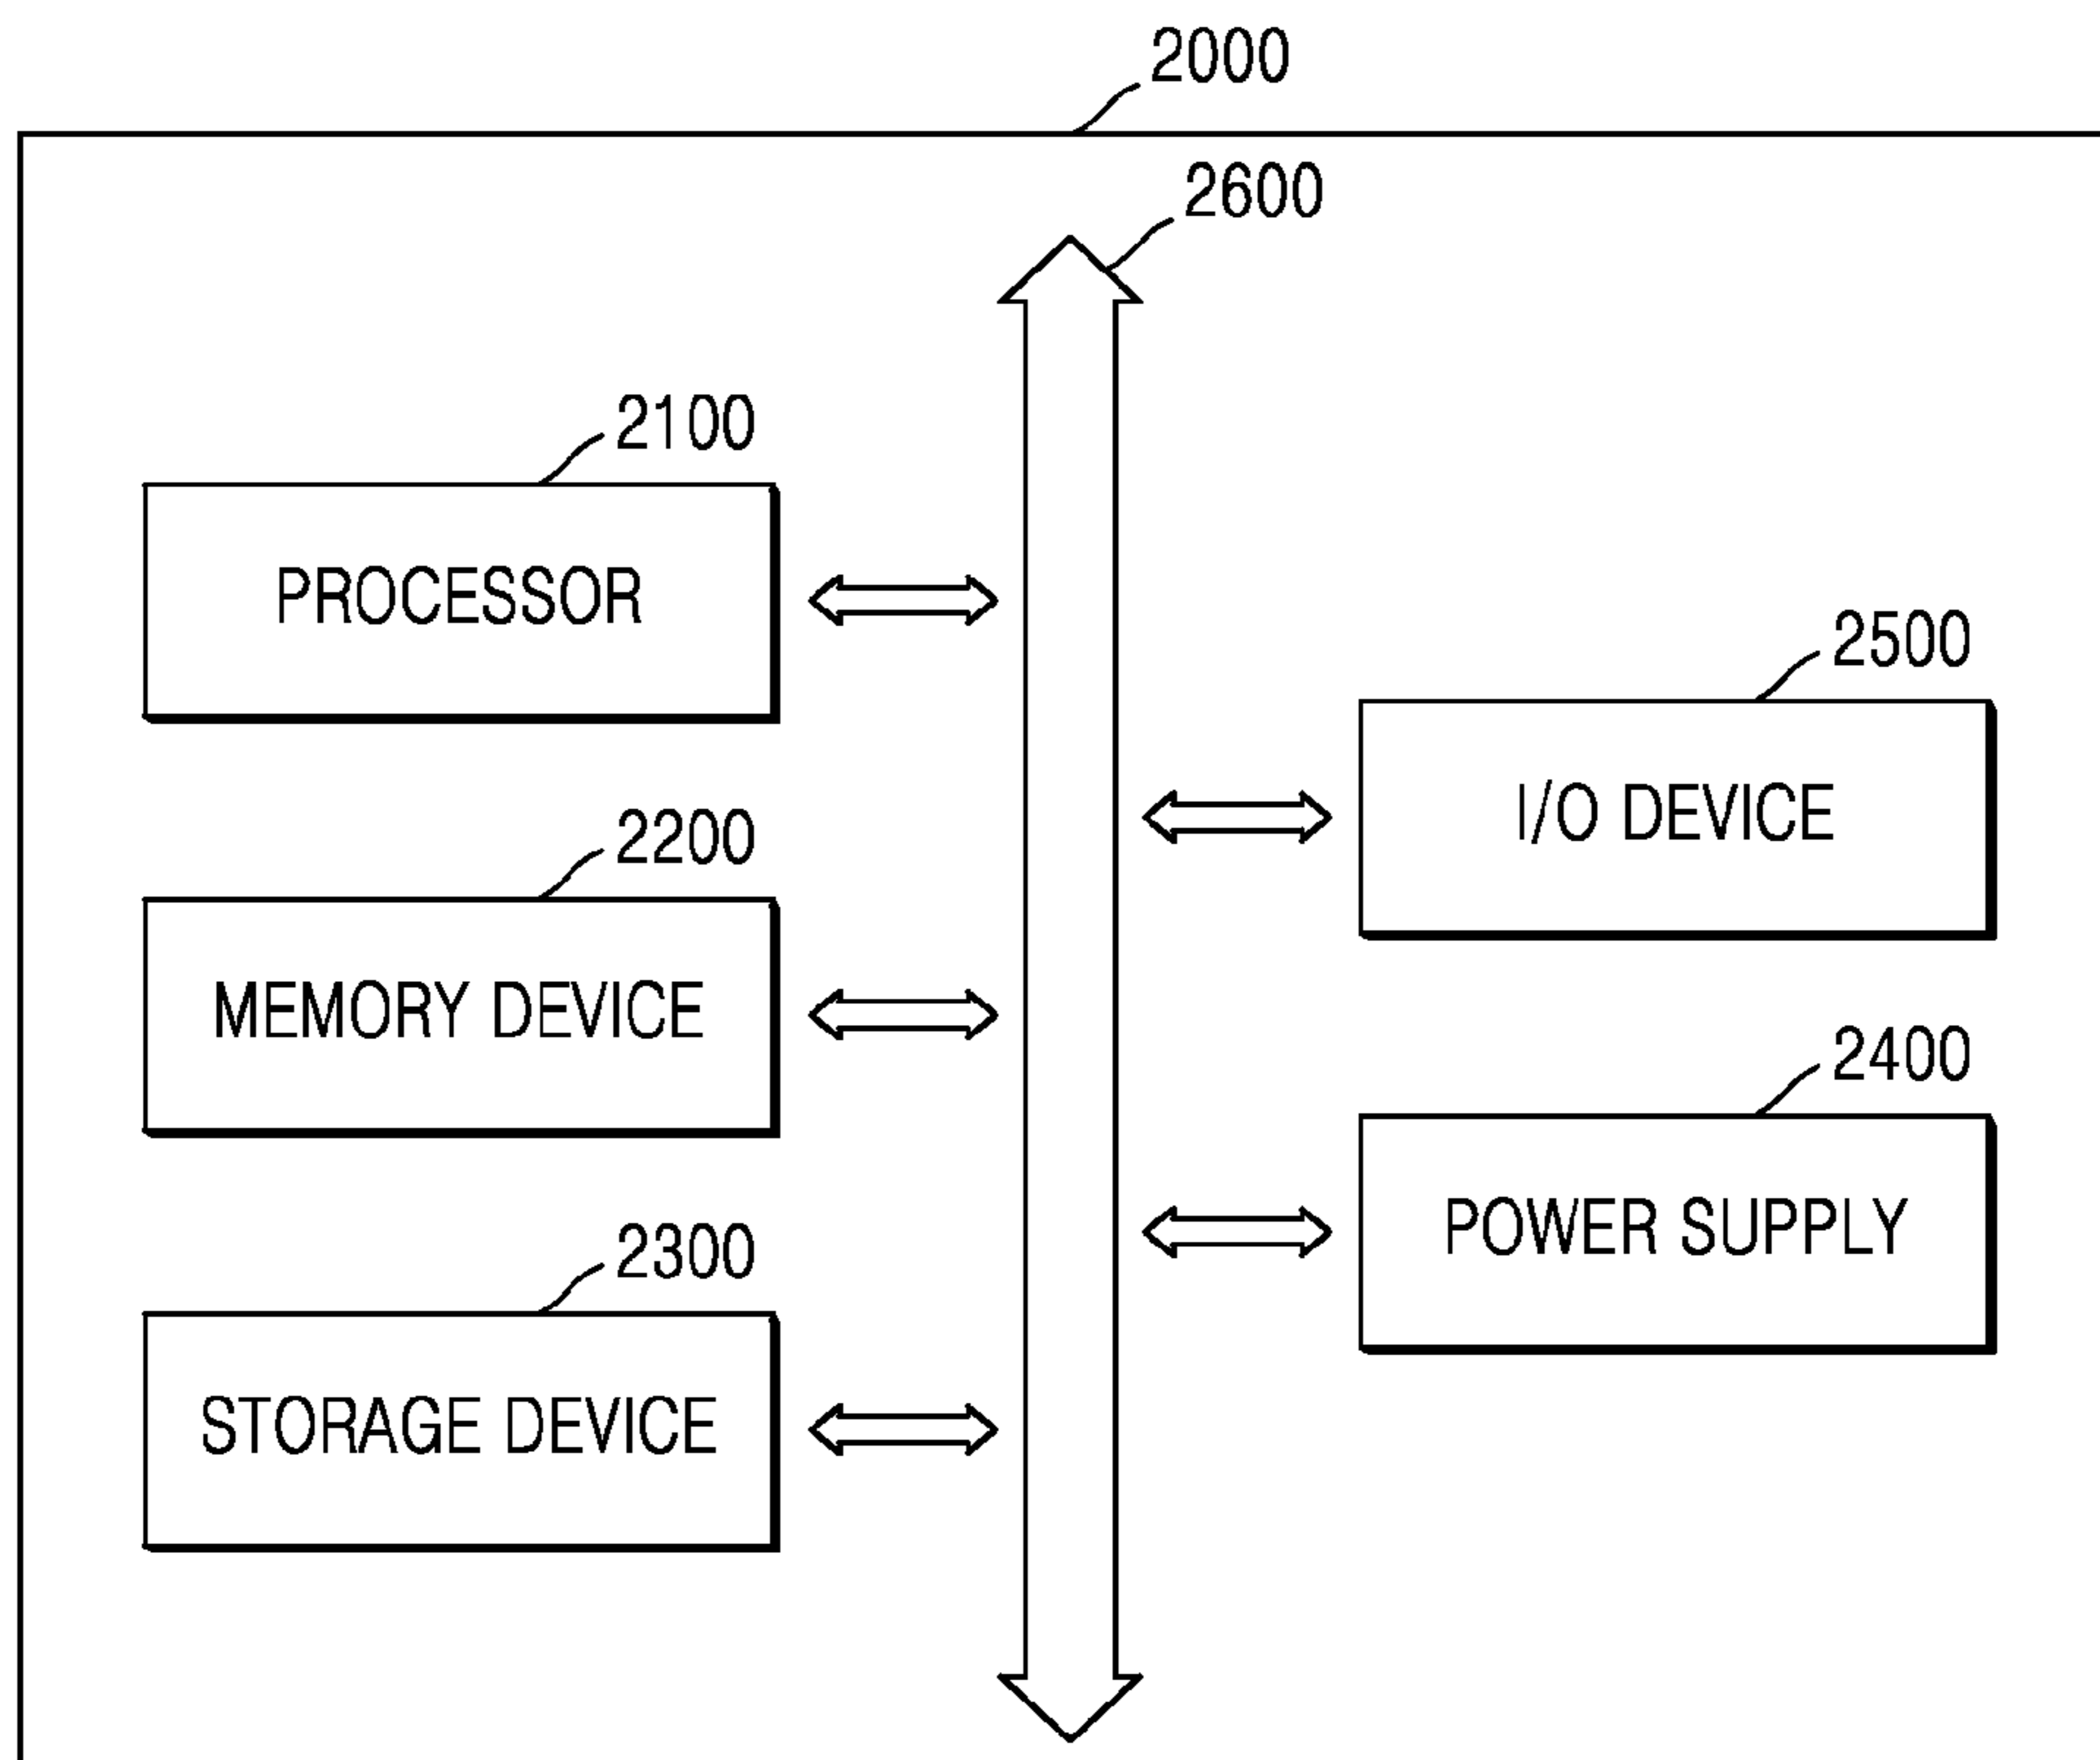 2000
2600
2100
PROCESSOR
2500
I/O DEVICE
2200
MEMORY DEVICE
2400
POWER SUPPLY
2300
STORAGE DEVICE